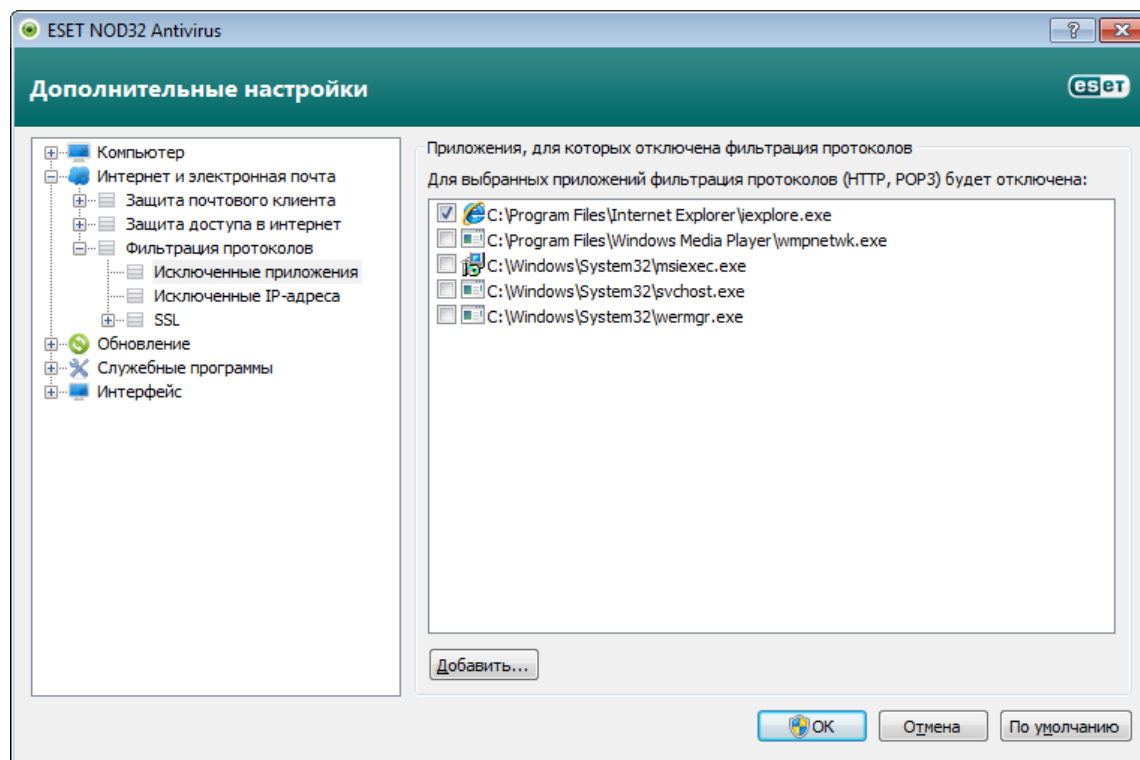 ESET NOD32 Antivirus
Дополнительные настройки
eset
Компьютер
Интернет и электронная почта
Защита почтового клиента
Защита доступа в интернет
Фильтрация протоколов
Исключенные приложения
Исключенные IP-адреса
SSL
Обновление
Служебные программы
Интерфейс
Приложения, для которых отключена фильтрация протоколов
Для выбранных приложений фильтрация протоколов (HTTP, POP3) будет отключена:
C:\Program Files\Internet Explorer\iexplore.exe
C:\Program Files\Windows Media Player\wmpnetwk.exe
C:\Windows\System32\msiexec.exe
C:\Windows\System32\svchost.exe
C:\Windows\System32\wermgr.exe
Добавить...
OK
Отмена
По умолчанию